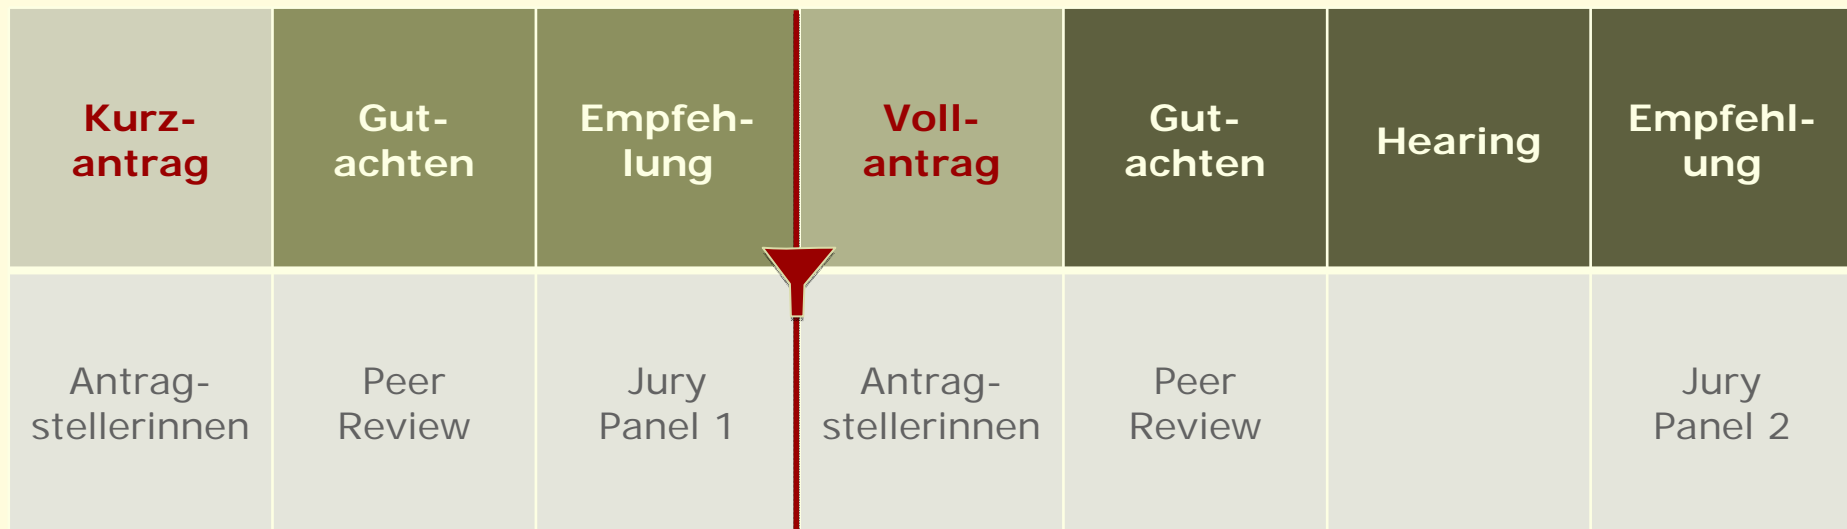 Kurz-
antrag
Gut-
achten
Empfeh-
lung
Voll-
antrag
Gut-
achten
Hearing
Empfehl-
ung
Antrag-
stellerinnen
Peer
Review
Jury
Panel 1
Antrag-
stellerinnen
Peer
Review
Jury
Panel 2